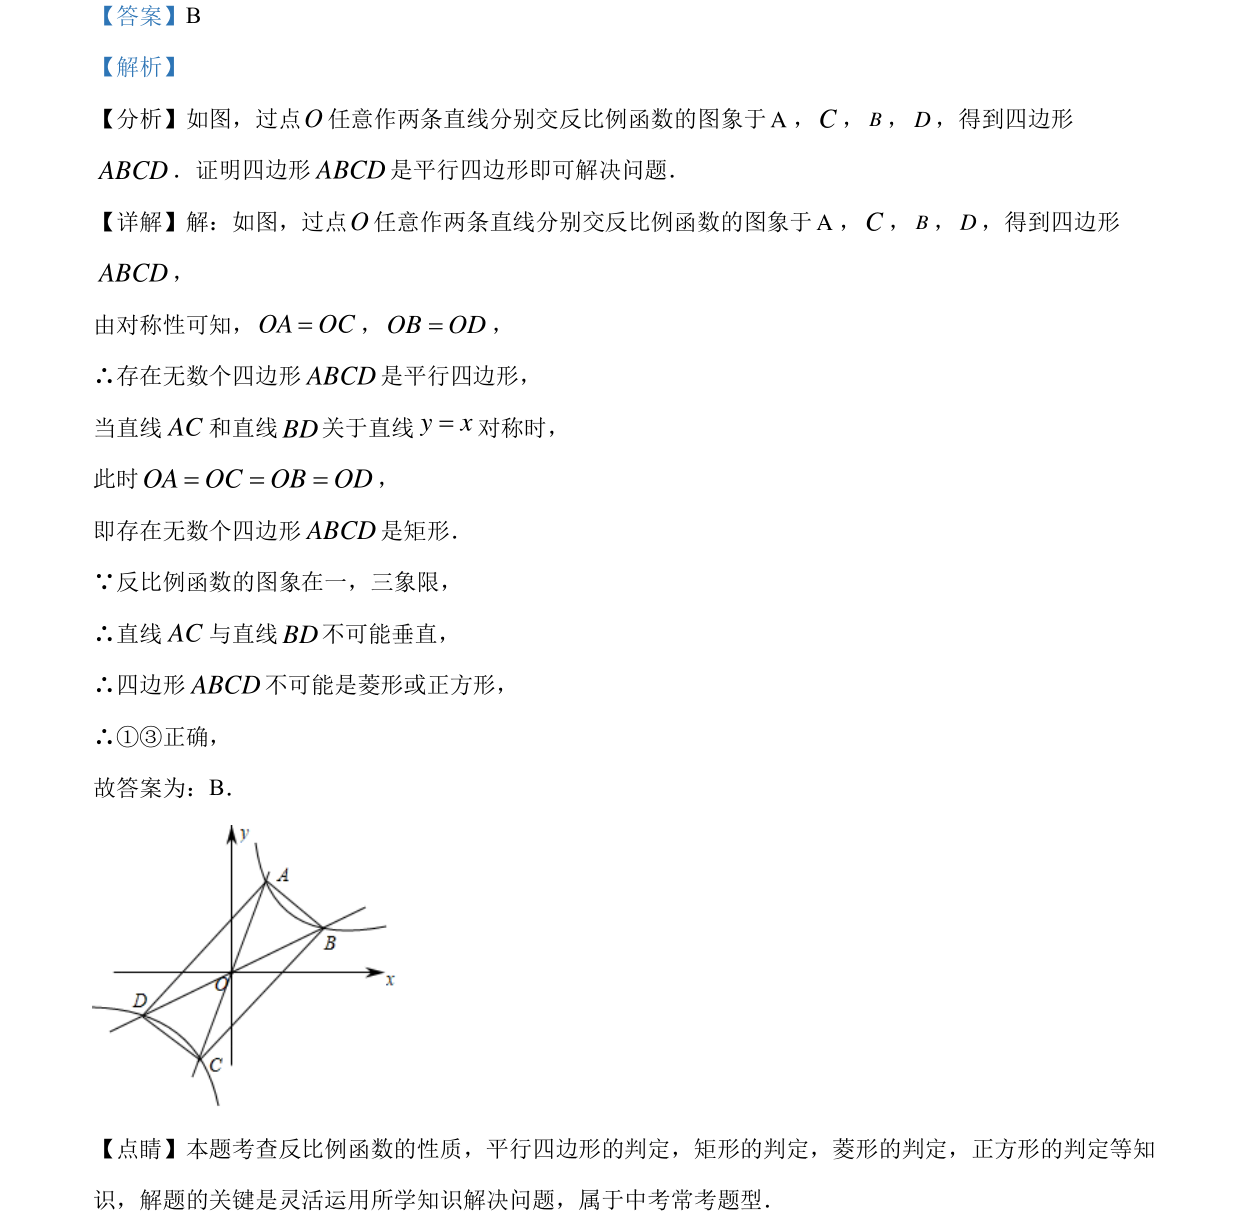 【答案】B
【解析】
【分析】如图，过点O任意作两条直线分别交反比例函数的图象于A，C，B，D，得到四边形
ABCD．证明四边形ABCD是平行四边形即可解决问题．
【详解】解：如图，过点O任意作两条直线分别交反比例函数的图象于A，C，B，D，得到四边形
ABCD，
由对称性可知，OA=OC，OB=OD，
∴存在无数个四边形ABCD是平行四边形，
当直线AC和直线BD关于直线y=x对称时，
此时OA=OC=OB=OD，
即存在无数个四边形ABCD是矩形．
∵反比例函数的图象在一，三象限，
∴直线AC与直线BD不可能垂直，
∴四边形ABCD不可能是菱形或正方形，
∴①③正确，
故答案为：B．
y
A
B
O
x
D
C
【点睛】本题考查反比例函数的性质，平行四边形的判定，矩形的判定，菱形的判定，正方形的判定等知
识，解题的关键是灵活运用所学知识解决问题，属于中考常考题型．